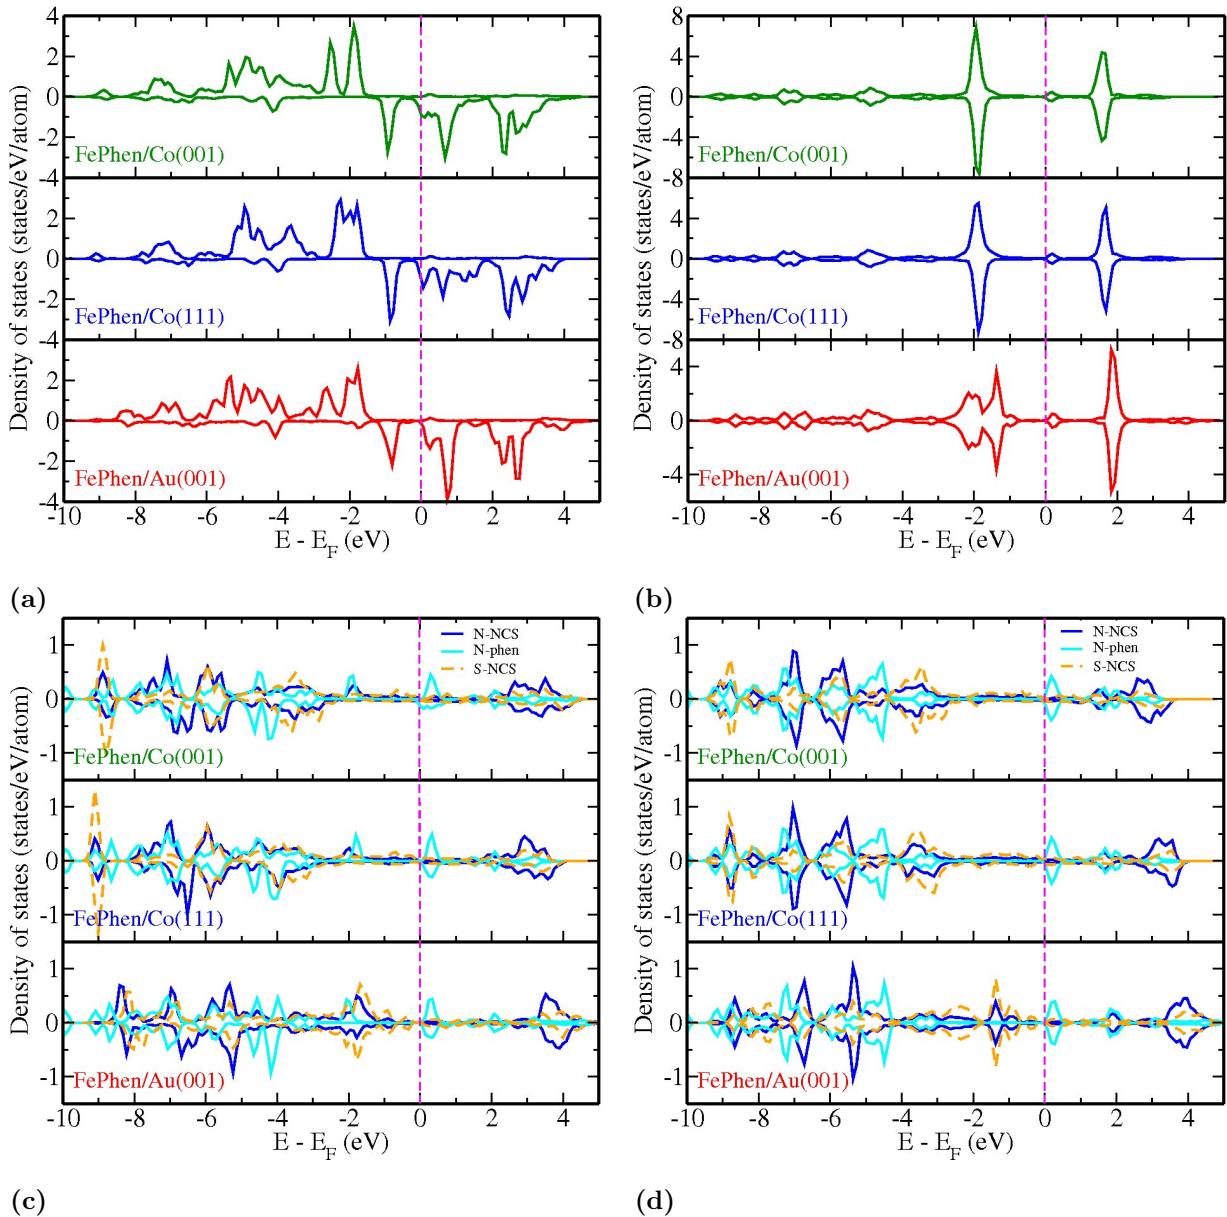 4
2
0
-2
-4
FePhen/Co(001)
2
0
-2
-4
FePhen/Co(111)
2
0
-2
-4
FePhen/Au(001)
-10 -8 -6 -4 -2 0 2 4
E - E_F (eV)
Density of states (states/eV/atom)
(a)
8
4
0
-4
-8
FePhen/Co(001)
4
0
-4
-8
FePhen/Co(111)
4
0
-4
FePhen/Au(001)
-10 -8 -6 -4 -2 0 2 4
E - E_F (eV)
Density of states (states/eV/atom)
(b)
1
0
-1
N-NCS
N-phen
S-NCS
FePhen/Co(001)
1
0
-1
FePhen/Co(111)
1
0
-1
FePhen/Au(001)
-10 -8 -6 -4 -2 0 2 4
E - E_F (eV)
Density of states (states/eV/atom)
(c)
1
0
-1
N-NCS
N-phen
S-NCS
FePhen/Co(001)
1
0
-1
FePhen/Co(111)
1
0
-1
FePhen/Au(001)
-10 -8 -6 -4 -2 0 2 4
E - E_F (eV)
Density of states (states/eV/atom)
(d)